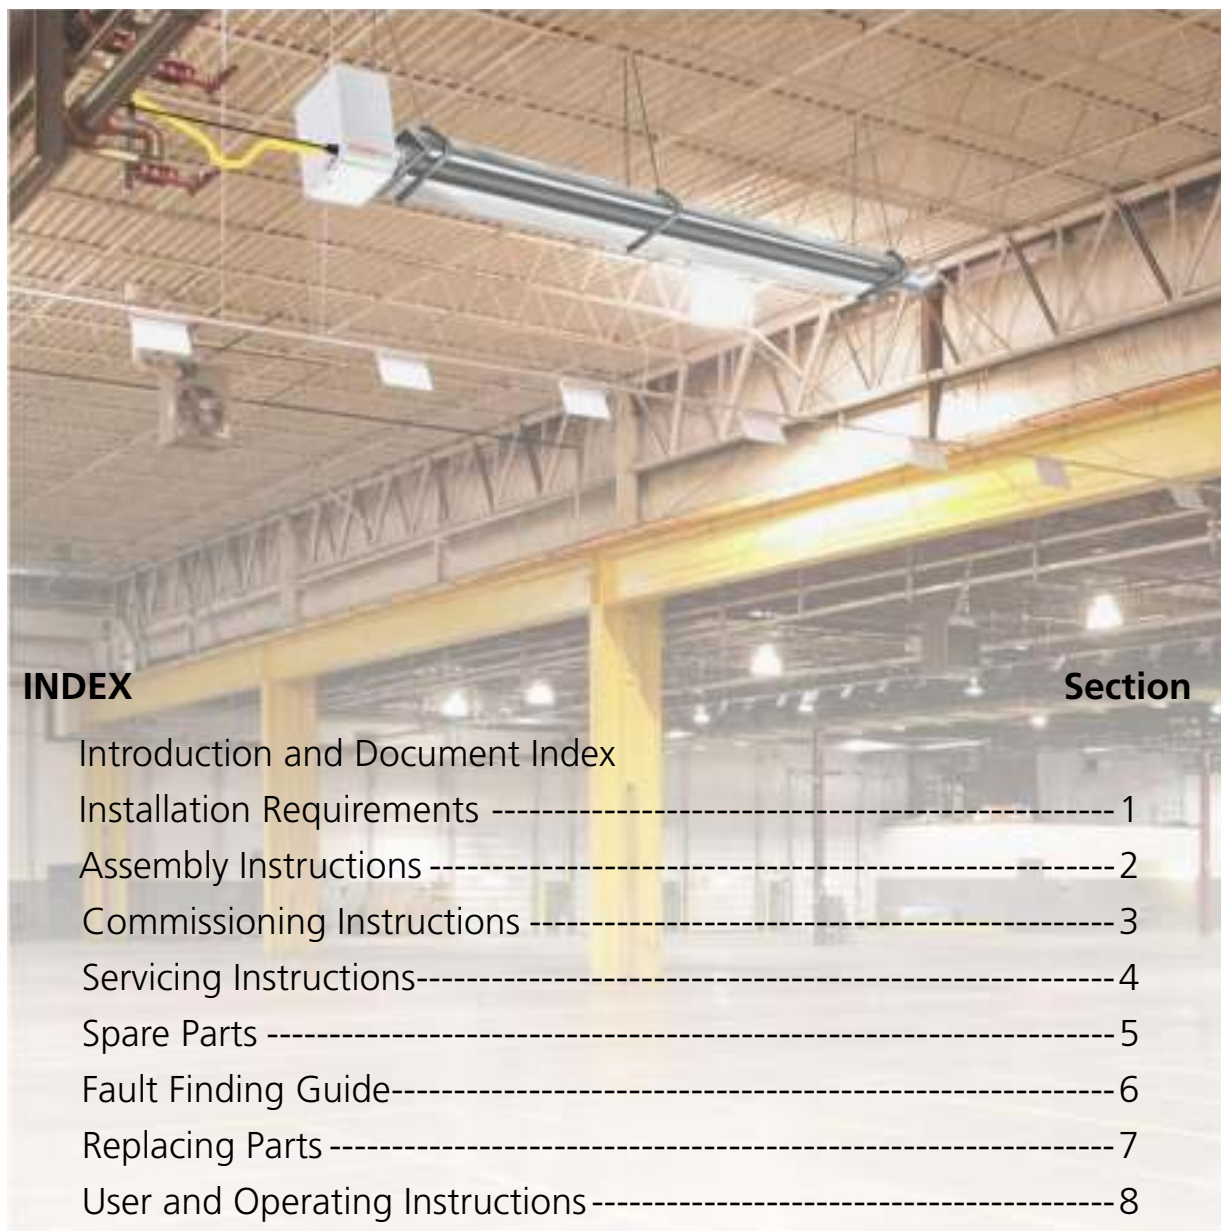 INDEX Section
Introduction and Document Index
Installation Requirements -------------------------------------------------- 1
Assembly Instructions -------------------------------------------------- 2
Commissioning Instructions -------------------------------------------------- 3
Servicing Instructions-------------------------------------------------- 4
Spare Parts -------------------------------------------------- 5
Fault Finding Guide-------------------------------------------------- 6
Replacing Parts -------------------------------------------------- 7
User and Operating Instructions -------------------------------------------------- 8